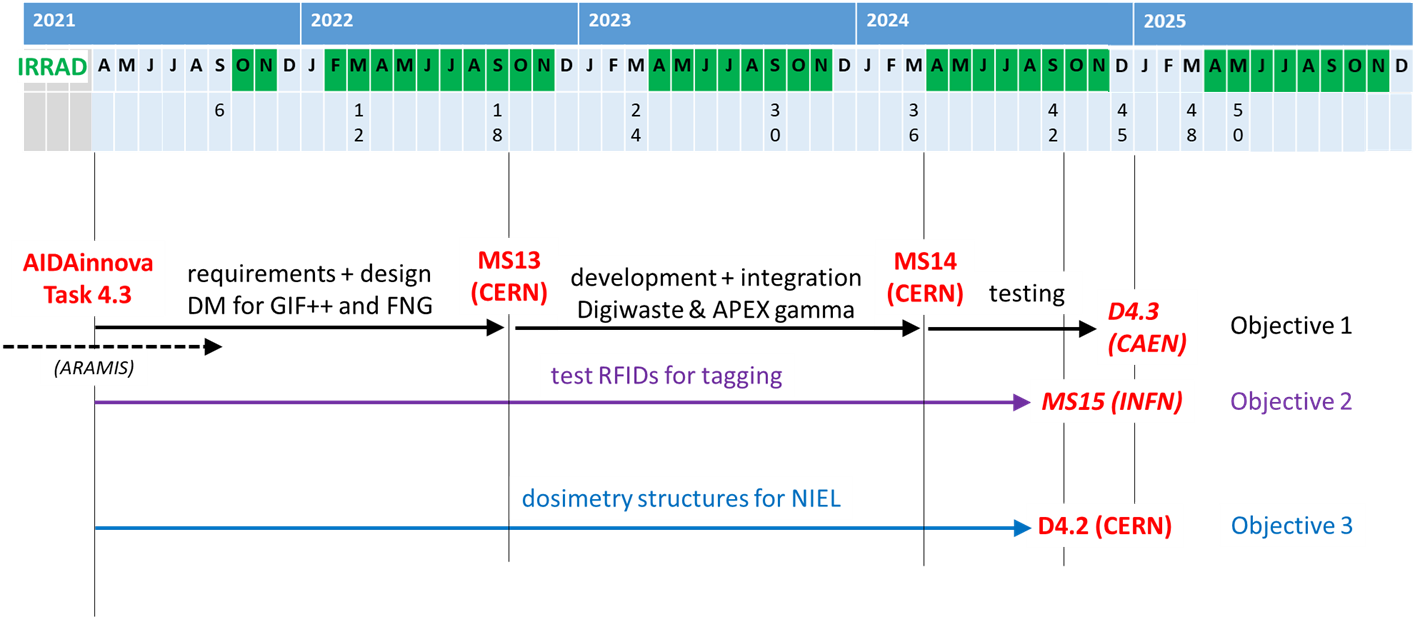 2021 2022 2023 2024 2025
IRRAD A M J J A S O N D J F M A M J J A S O N D J F M A M J J A S O N D J F M A M J J A S O N D J F M A M J J A S O N D
6 1 1 2 3 3 4 4 4 5
2 8 4 0 6 2 5 8 0
AIDAinnova
Task 4.3
requirements + design
DM for GIF++ and FNG
MS13
(CERN)
development + integration
Digiwaste & APEX gamma
MS14
(CERN)
testing
D4.3
(CAEN)
Objective 1
(ARAMIS)
test RFIDs for tagging
MS15 (INFN)
Objective 2
dosimetry structures for NIEL
D4.2 (CERN)
Objective 3